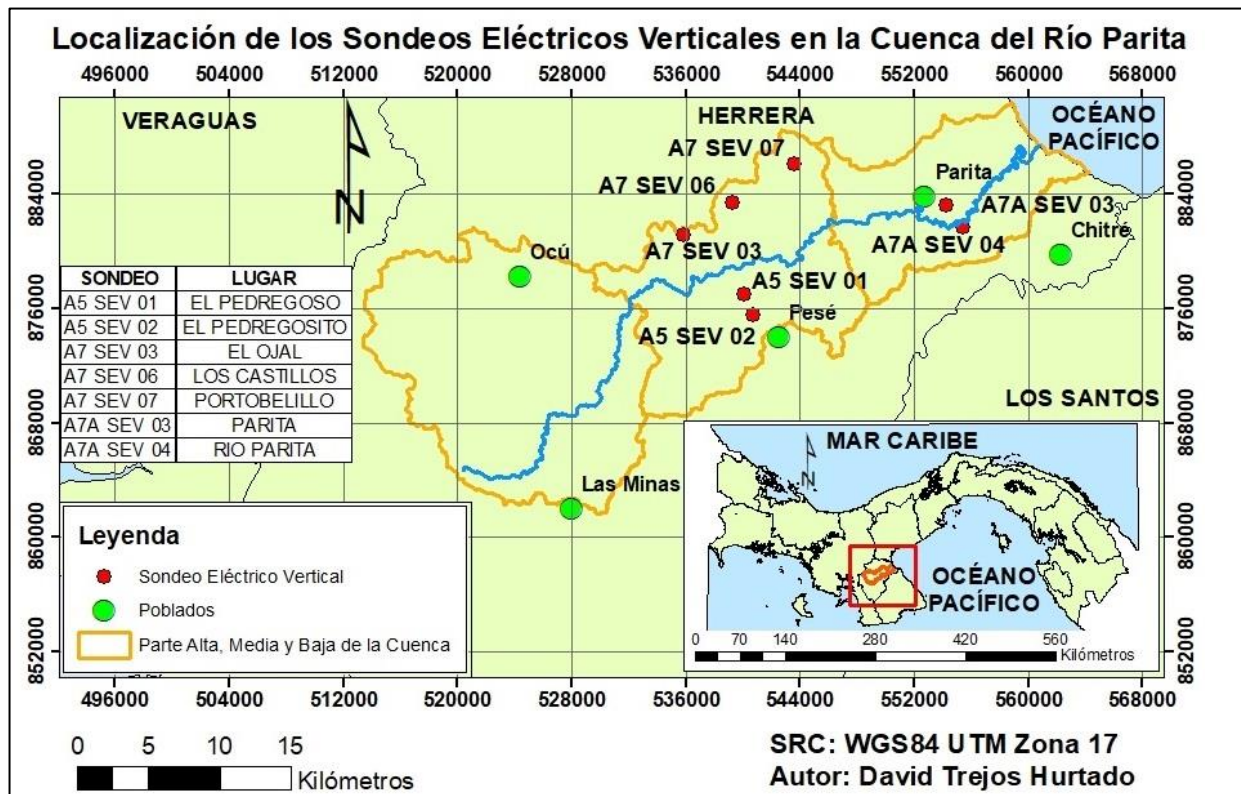 Localización de los Sondeos Eléctricos Verticales en la Cuenca del Río Parita
496000 504000 512000 520000 528000 536000 544000 552000 560000 568000
VERAGUAS
HERRERA
OCÉANO
PACÍFICO
N
A7 SEV 07
A7 SEV 06
A7 SEV 03
Parita
A7A SEV 03
A7A SEV 04
Chitré
Ocú
A5 SEV 01
A5 SEV 02
Pesé
Las Minas
LOS SANTOS
884000
876000
868000
860000
852000
884000
876000
868000
860000
852000
SONDEO LUGAR
A5 SEV 01 EL PEDREGOSO
A5 SEV 02 EL PEDREGOSITO
A7 SEV 03 EL OJAL
A7 SEV 06 LOS CASTILLOS
A7 SEV 07 PORTOBELILLO
A7A SEV 03 PARITA
A7A SEV 04 RIO PARITA
Leyenda
Sondeo Eléctrico Vertical
Poblados
Parte Alta, Media y Baja de la Cuenca
MAR CARIBE
N
OCÉANO
PACÍFICO
0 70 140 280 420 560
Kilómetros
496000 504000 512000 520000 528000 536000 544000 552000 560000 568000
0 5 10 15
Kilómetros
SRC: WGS84 UTM Zona 17
Autor: David Trejos Hurtado